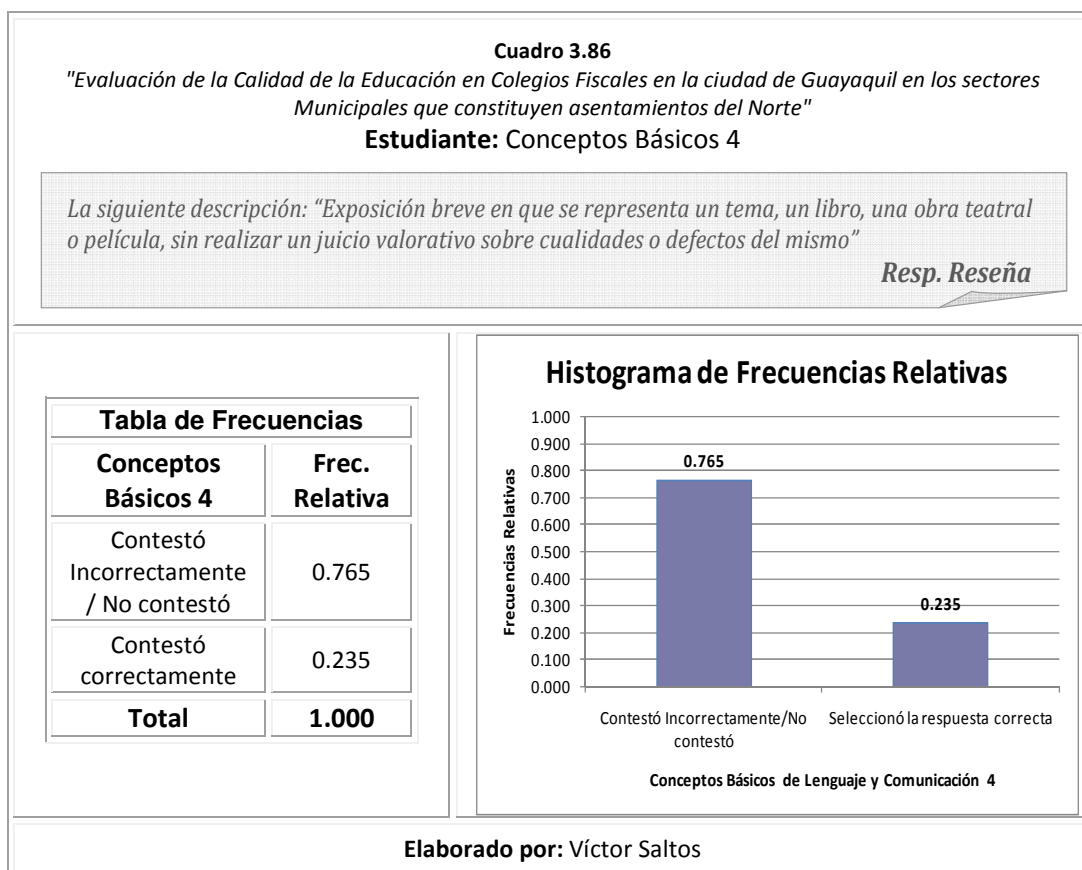 Cuadro 3.86
"Evaluación de la Calidad de la Educación en Colegios Fiscales en la ciudad de Guayaquil en los sectores
Municipales que constituyen asentamientos del Norte"
Estudiante: Conceptos Básicos 4
La siguiente descripción: “Exposición breve en que se representa un tema, un libro, una obra teatral
o película, sin realizar un juicio valorativo sobre cualidades o defectos del mismo”
Resp. Reseña
Tabla de Frecuencias
Conceptos
Básicos 4
Frec.
Relativa
Contestó
Incorrectamente
/ No contestó
0.765
Contestó
correctamente
0.235
Total
1.000
Histograma de Frecuencias Relativas
Frecuencias Relativas
1.000
0.900
0.800
0.700
0.600
0.500
0.400
0.300
0.200
0.100
0.000
0.765
0.235
Contestó Incorrectamente/No
contestó
Seleccionó la respuesta correcta
Conceptos Básicos de Lenguaje y Comunicación 4
Elaborado por: Víctor Saltos